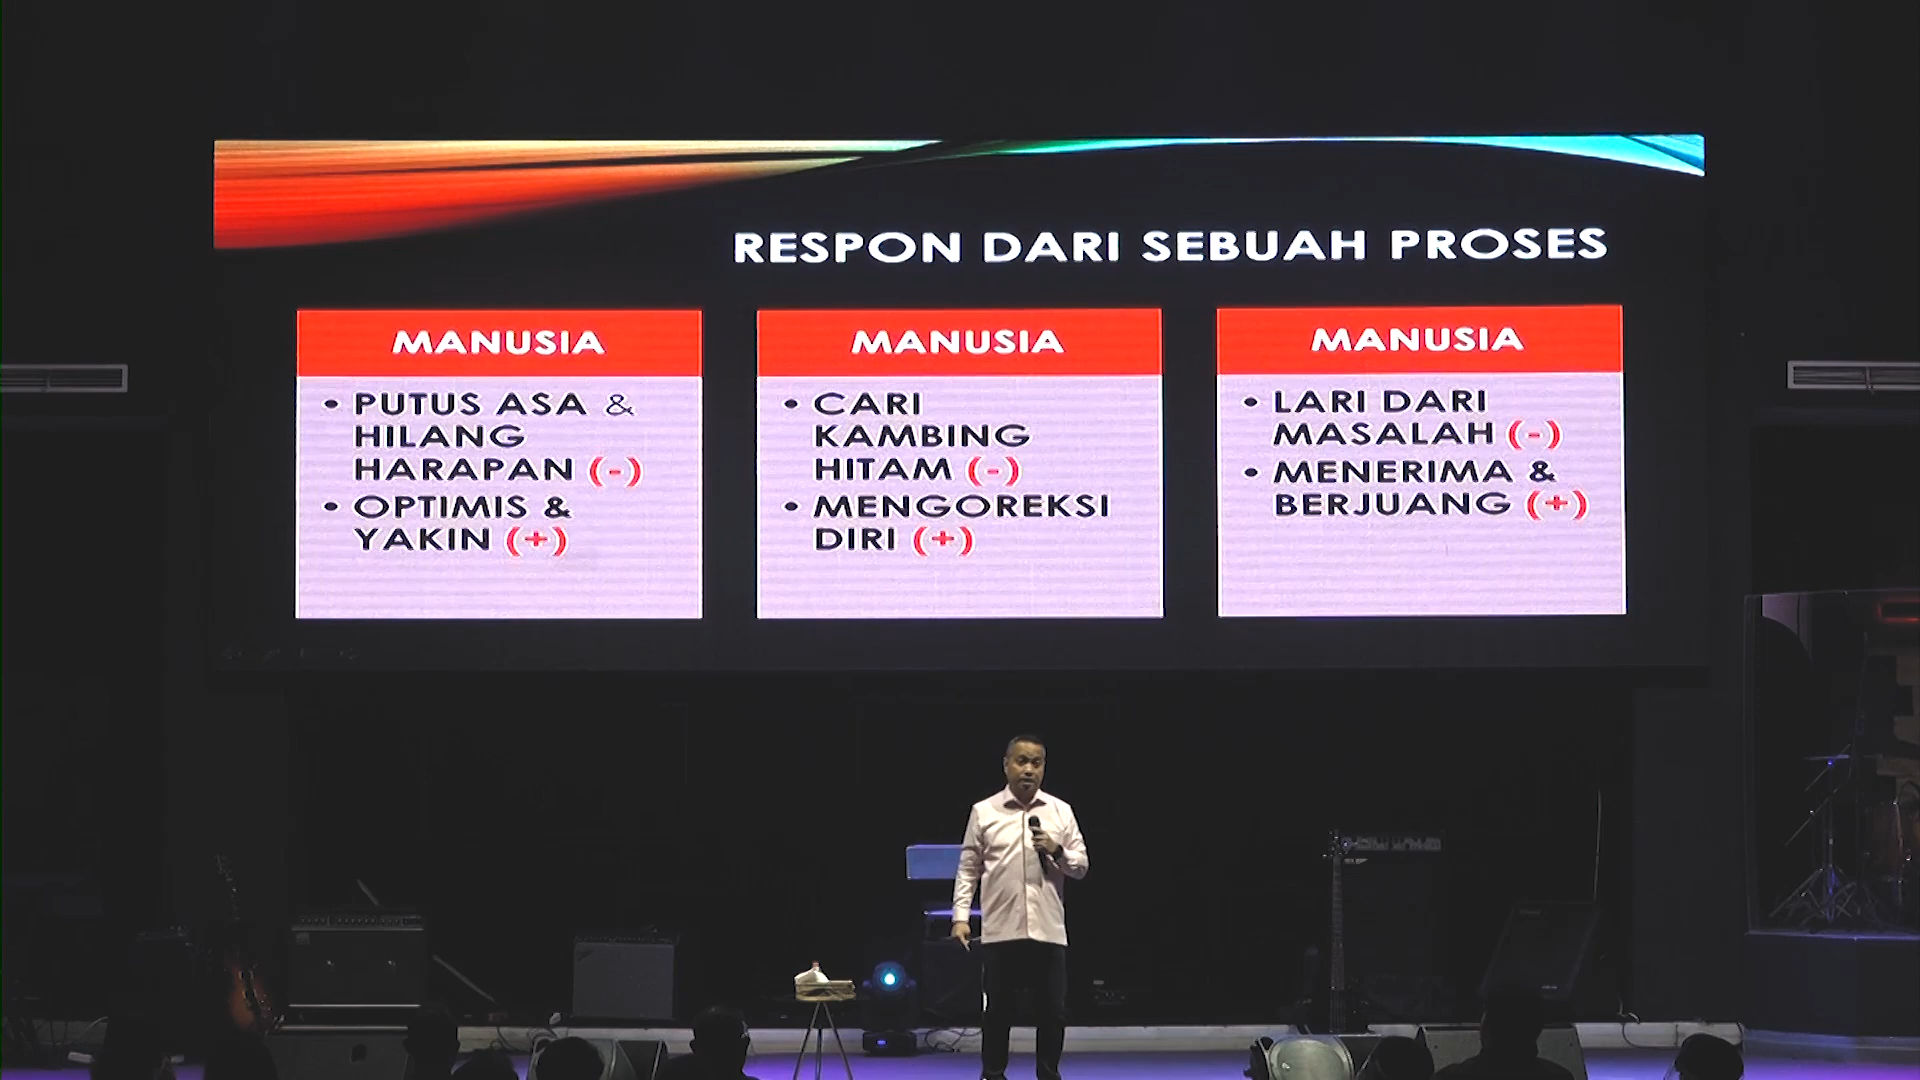 RESPON DARI SEBUAH PROSES
MANUSIA
• PUTUS ASA &
HILANG
HARAPAN (-)
• OPTIMIS &
YAKIN (+)
MANUSIA
• CARI
KAMBING
HITAM (-)
• MENGOREKSI
DIRI (+)
MANUSIA
• LARI DARI
MASALAH (-)
• MENERIMA &
BERJUANG (+)